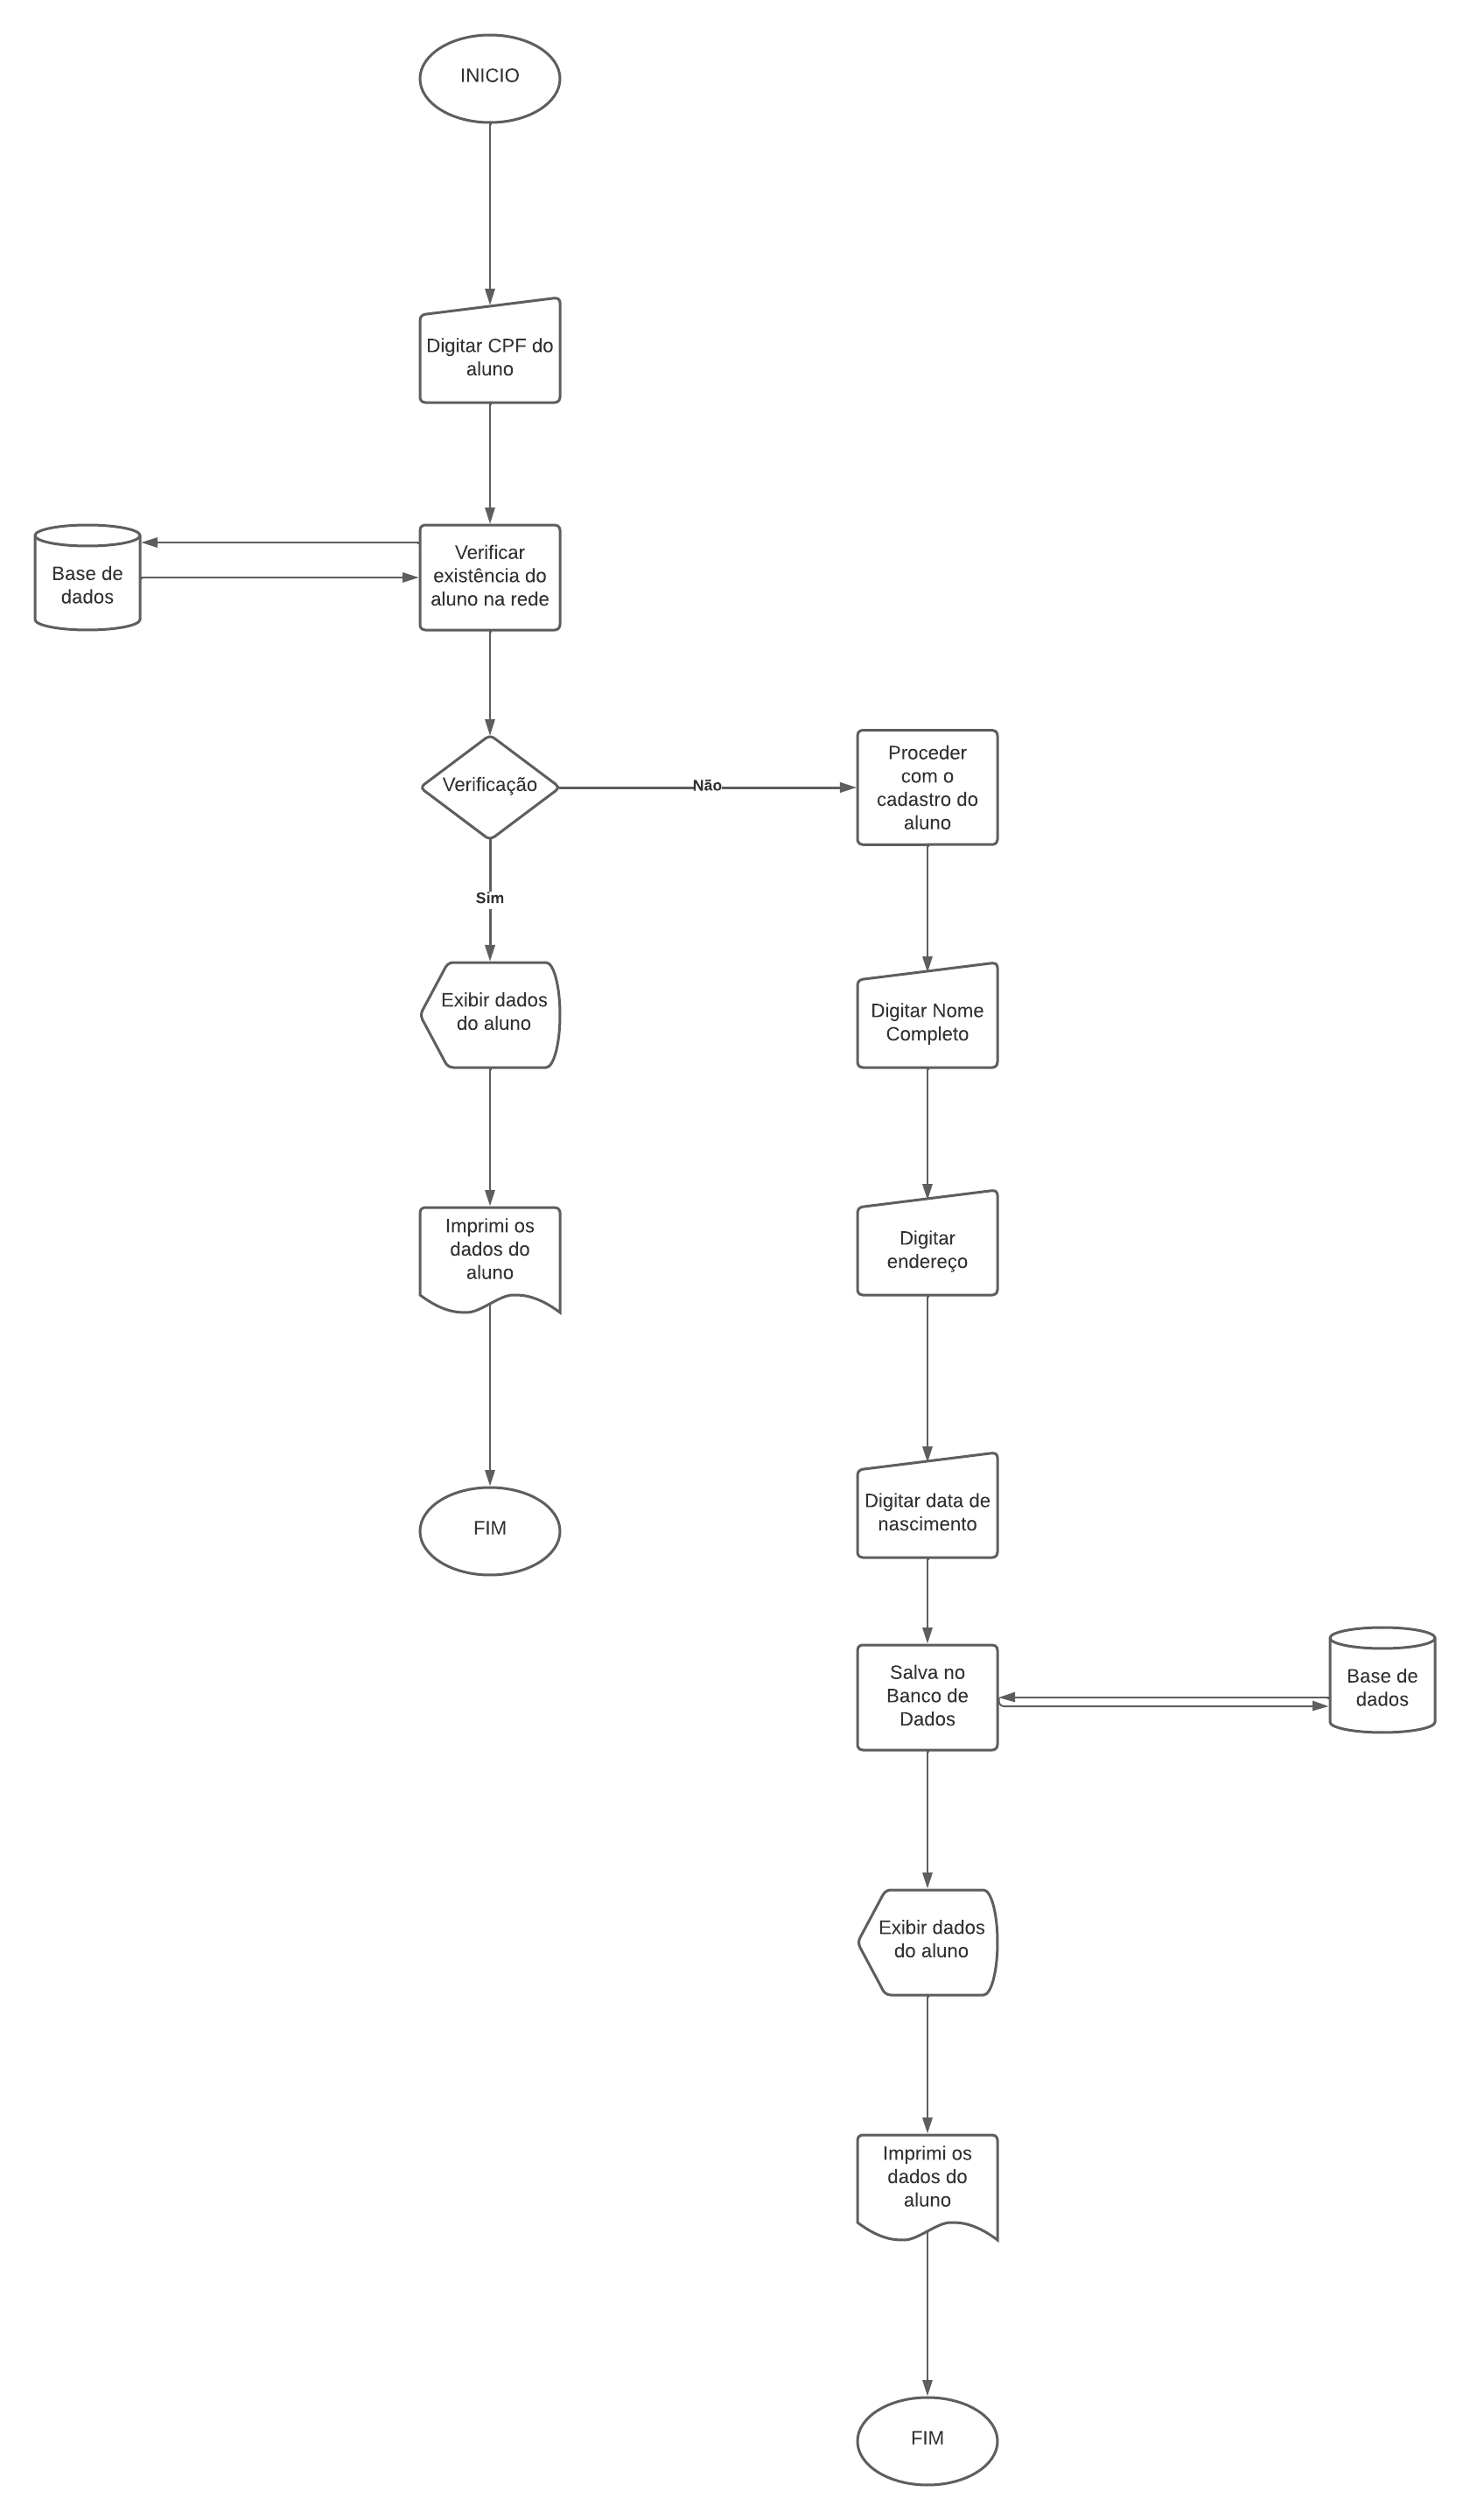 INICIO
Digitar CPF do
aluno
Base de
dados
Verificar
existência do
aluno na rede
Verificação
Não
Proceder
com o
cadastro do
aluno
Sim
Exibir dados
do aluno
Digitar Nome
Completo
Imprimi os
dados do
aluno
Digitar
endereço
FIM
Digitar data de
nascimento
Salva no
Banco de
Dados
Base de
dados
Exibir dados
do aluno
Imprimi os
dados do
aluno
FIM